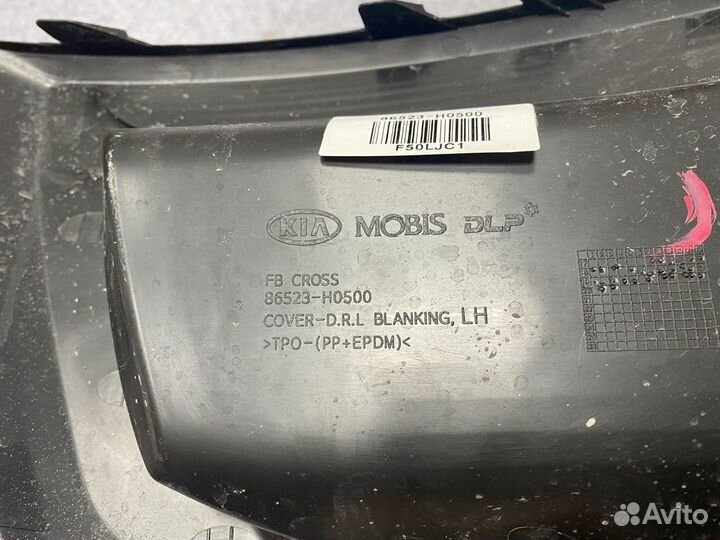 86523-H0500
F50LJC1
KIA MOBIS DLP
FB CROSS
86523-H0500
COVER-D.R.L BLANKING, LH
>TPO-(PP+EPDM)<
Avito